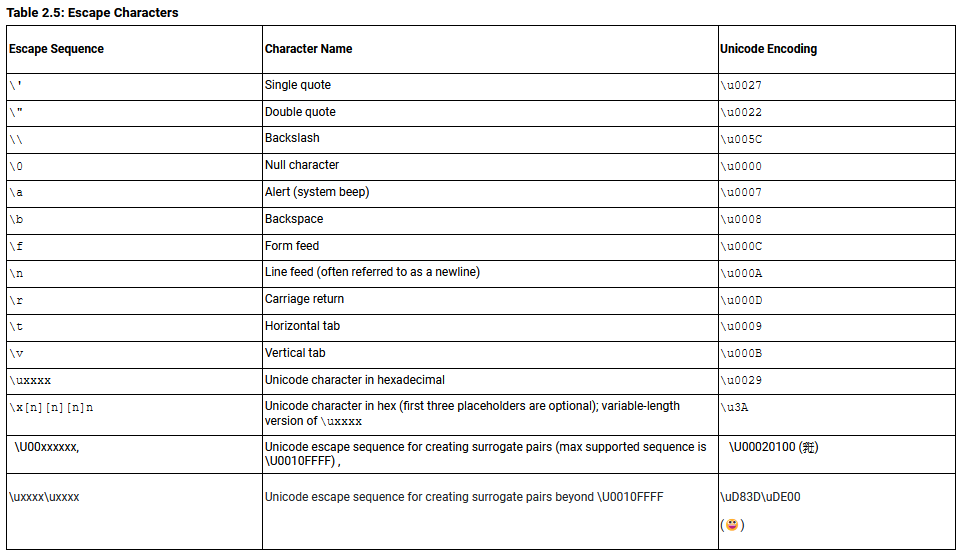 Table 2.5: Escape Characters
Escape Sequence Character Name Unicode Encoding
\' Single quote \u0027
\" Double quote \u0022
\\ Backslash \u005C
\0 Null character \u0000
\a Alert (system beep) \u0007
\b Backspace \u0008
\f Form feed \u000C
\n Line feed (often referred to as a newline) \u000A
\r Carriage return \u000D
\t Horizontal tab \u0009
\v Vertical tab \u000B
\uxxxx Unicode character in hexadecimal \u0029
\x[n][n][n]n Unicode character in hex (first three placeholders are optional); variable-length \u3A
version of \uxxxx
\U00xxxxxx, Unicode escape sequence for creating surrogate pairs (max supported sequence is \U00020100 (𠄀)
\U0010FFFF) ,
\uxxxx\uxxxx Unicode escape sequence for creating surrogate pairs beyond \U0010FFFF \uD83D\uDE00
(😀)